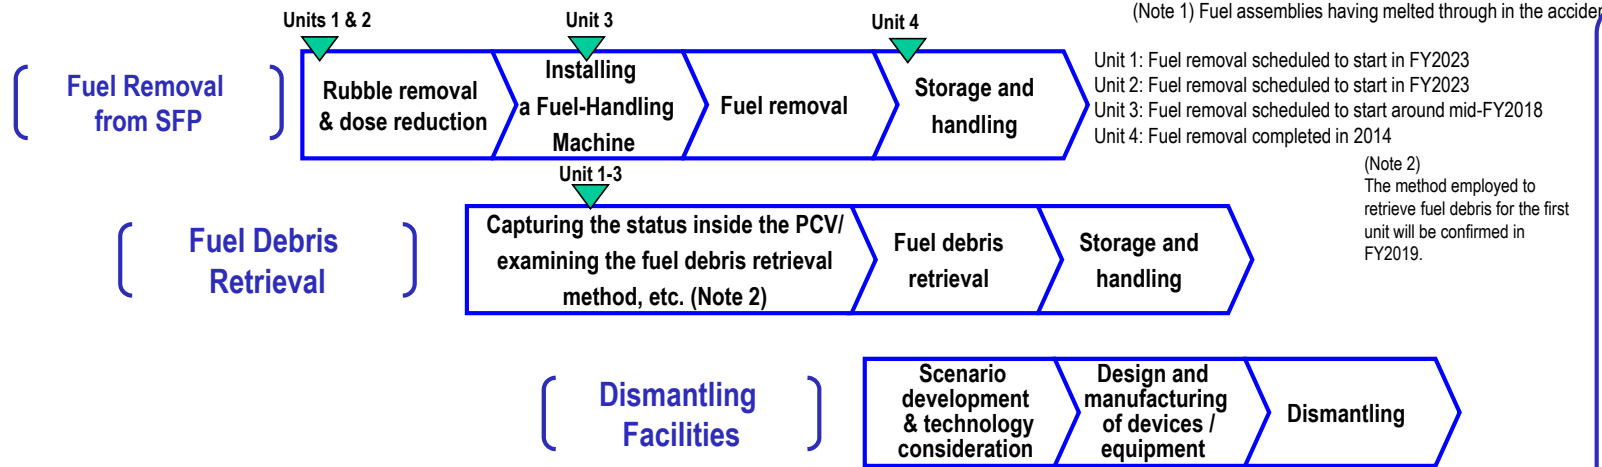 (Note 1) Fuel assemblies having melted through in the
Units 1 & 2
Unit 3
Unit 4
Fuel Removal
from SFP
Rubble removal
& dose reduction
Installing
a Fuel-Handling
Machine
Fuel removal
Storage and
handling
Unit 1: Fuel removal scheduled to start in FY2023
Unit 2: Fuel removal scheduled to start in FY2023
Unit 3: Fuel removal scheduled to start around mid-FY2018
Unit 4: Fuel removal completed in 2014
(Note 2)
The method employed to
retrieve fuel debris for the first
unit will be confirmed in
FY2019.
Unit 1-3
Fuel Debris
Retrieval
Capturing the status inside the PCV/
examining the fuel debris retrieval
method, etc. (Note 2)
Fuel debris
retrieval
Storage and
handling
Dismantling
Facilities
Scenario
development
& technology
consideration
Design and
manufacturing
of devices /
equipment
Dismantling